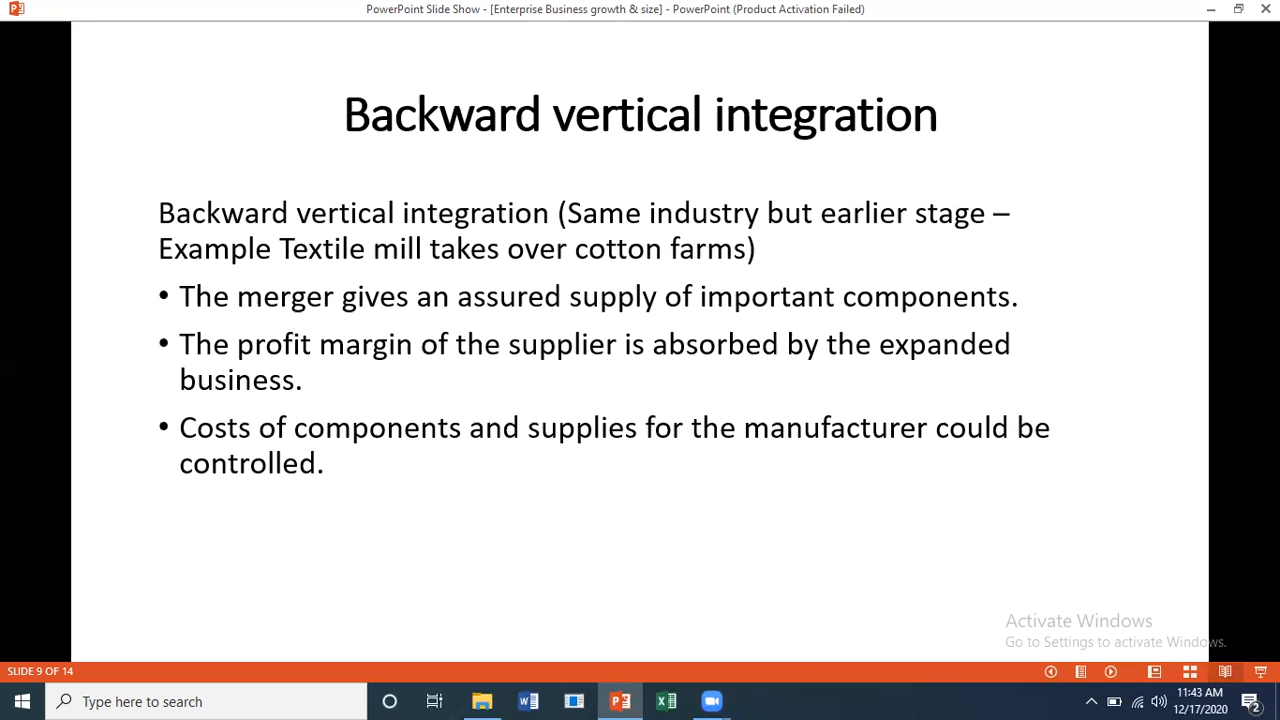 PowerPoint Slide Show - [Enterprise Business growth & size] - PowerPoint (Product Activation Failed)
Backward vertical integration
Backward vertical integration (Same industry but earlier stage –
Example Textile mill takes over cotton farms)
• The merger gives an assured supply of important components.
• The profit margin of the supplier is absorbed by the expanded
business.
• Costs of components and supplies for the manufacturer could be
controlled.
Activate Windows
Go to Settings to activate Windows.
SLIDE 9 OF 14
Type here to search
11:43 AM
12/17/2020
2